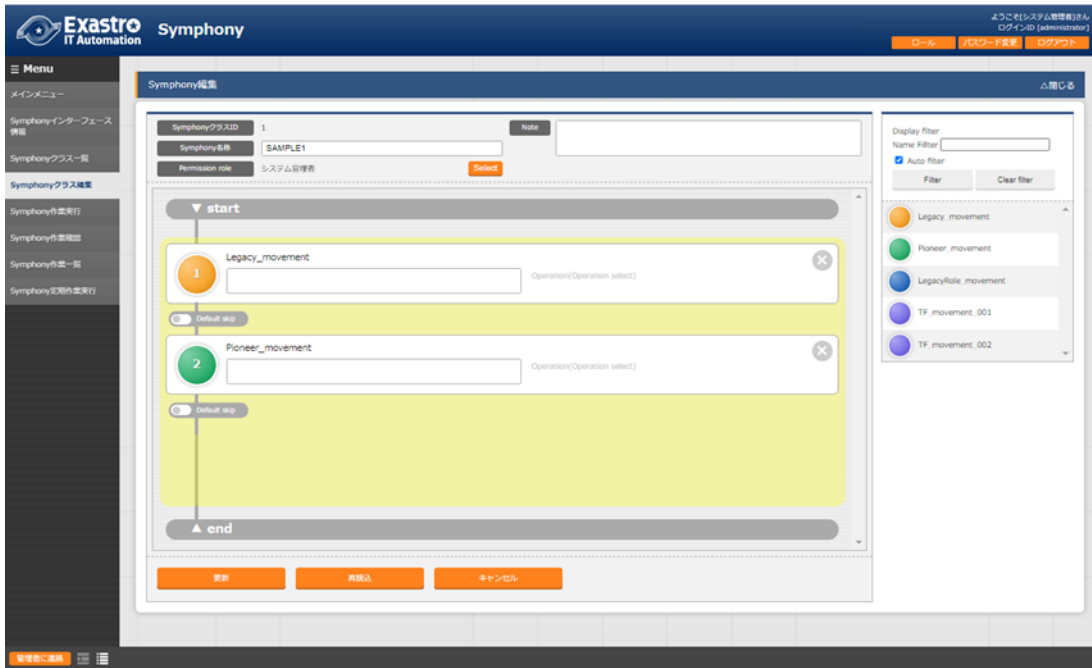 Exastro
IT Automation
Symphony
ようこそ[システム管理者]さん
ログインID [administrator]
ロール
パスワード変更
ログアウト
Menu
メインメニュー
Symphonyインターフェース
情報
Symphonyクラス一覧
Symphonyクラス編集
Symphony作業実行
Symphony作業確認
Symphony作業一覧
Symphony定期作業実行
Symphony編集
△閉じる
SymphonyクラスID
1
Note
Symphony名称
SAMPLE1
Permission role
システム管理者
Select
▼ start
1
Legacy_movement
Operation(Operation select)
Default skip
2
Pioneer_movement
Operation(Operation select)
Default skip
▲ end
更新
再読込
キャンセル
Display filter
Name Fillter
Auto filter
Filter
Clear filter
Legacy_movement
Pioneer_movement
LegacyRole_movement
TF_movement_001
TF_movement_002
管理者に連絡